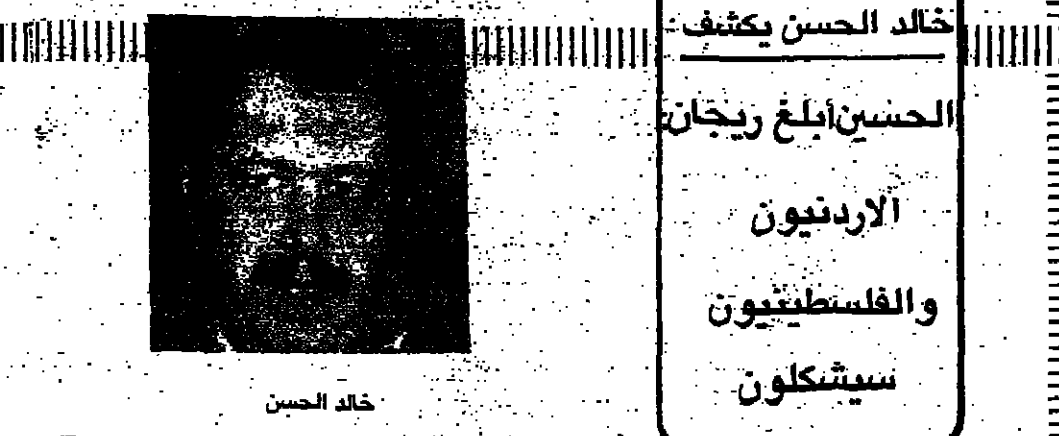 خالد الحسن يكشف :
الحسين أبلغ ريجان:
الاردنيون
والفلسطينيون
سيشكلون
خالد الحسن